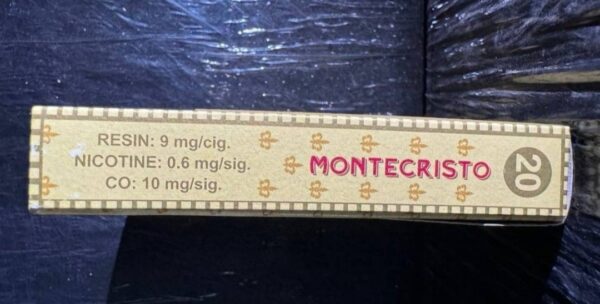 RESIN: 9 mg/cig.
NICOTINE: 0.6 mg/sig.
CO: 10 mg/sig.
MONTECRISTO
20